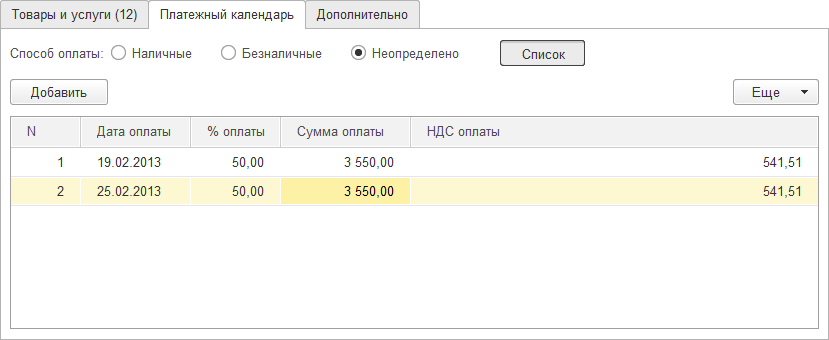 Товары и услуги (12) Платежный календарь Дополнительно
Способ оплаты: Наличные Безналичные Неопределено Список
Добавить Еще
N Дата оплаты % оплаты Сумма оплаты НДС оплаты
1 19.02.2013 50,00 3 550,00 541,51
2 25.02.2013 50,00 3 550,00 541,51